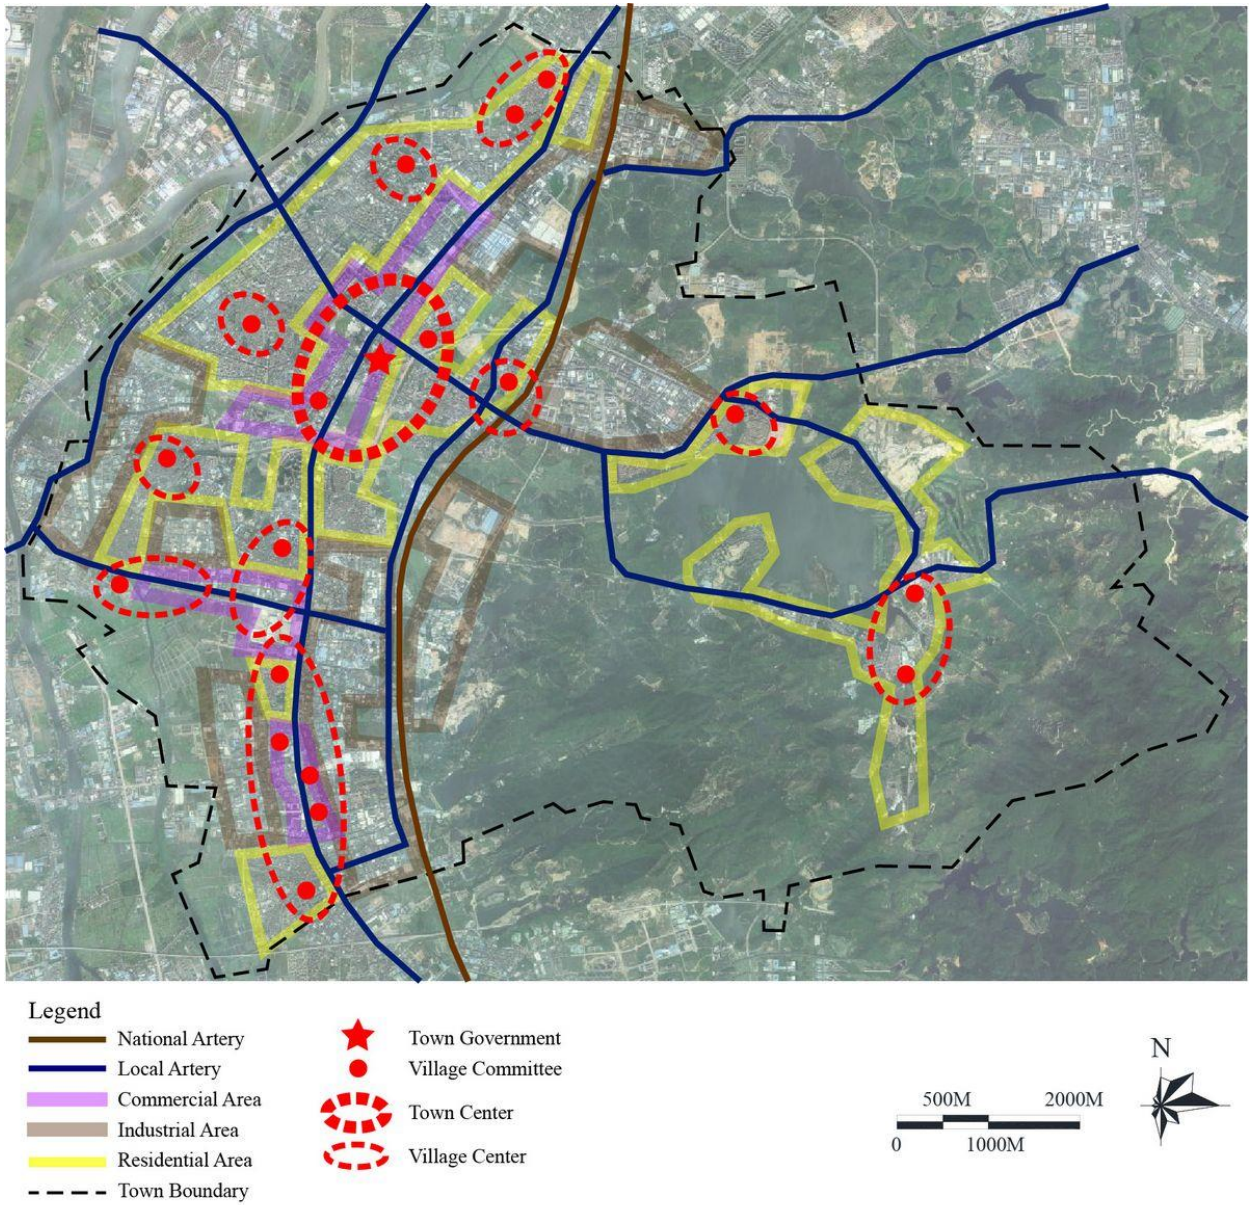 Legend
National Artery
Local Artery
Commercial Area
Industrial Area
Residential Area
Town Boundary
Town Government
Village Committee
Town Center
Village Center
500M 2000M
0 1000M
N